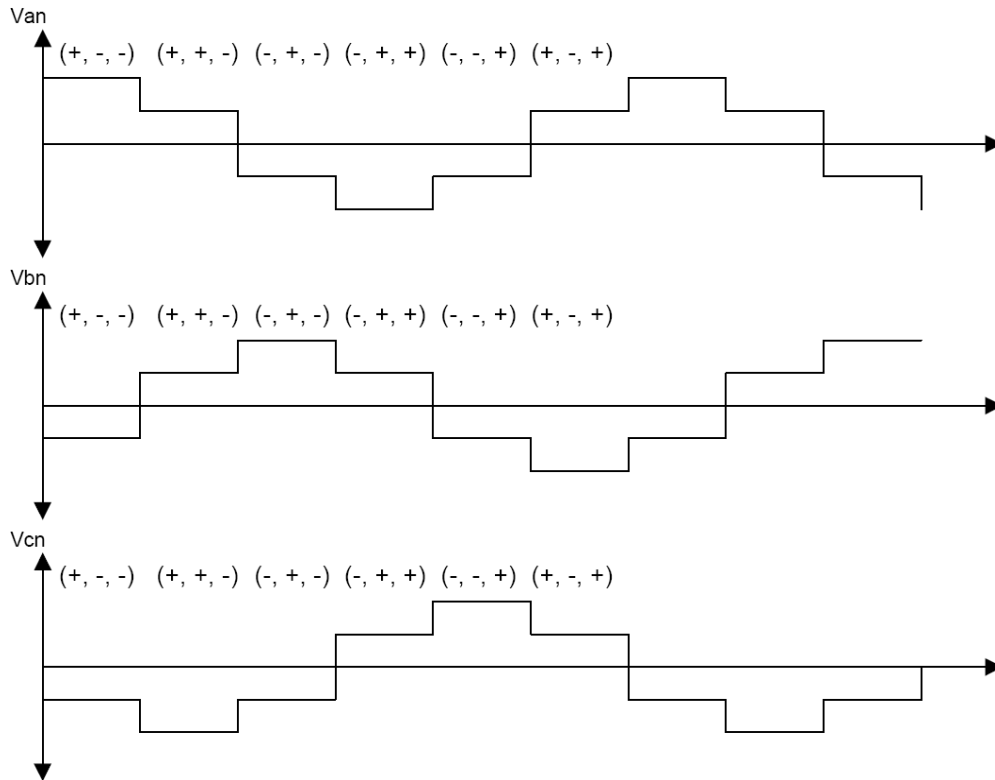 Van
(+, -, -) (+, +, -) (-, +, -) (-, +, +) (-, -, +) (+, -, +)
Vbn
(+, -, -) (+, +, -) (-, +, -) (-, +, +) (-, -, +) (+, -, +)
Vcn
(+, -, -) (+, +, -) (-, +, -) (-, +, +) (-, -, +) (+, -, +)